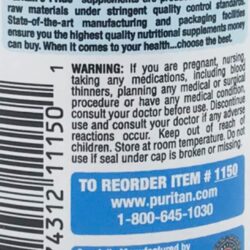 supplements are
raw materials under stringent quality control standards
State-of-the-art manufacturing and packaging facilities
ensure you the highest quality nutritional supplements mone
can buy. When it comes to your health...choose the best.
WARNING: If you are pregnant, nursing,
taking any medications, including blood
thinners, planning any medical or surgical
procedure or have any medical condition,
consult your doctor before use. Discontinue
use and consult your doctor if any adverse
reactions occur. Keep out of reach of
children. Store at room temperature. Do not
use if seal under cap is broken or missing.
TO REORDER ITEM # 1150
www.puritan.com
1-800-645-1030
74312 11150 1